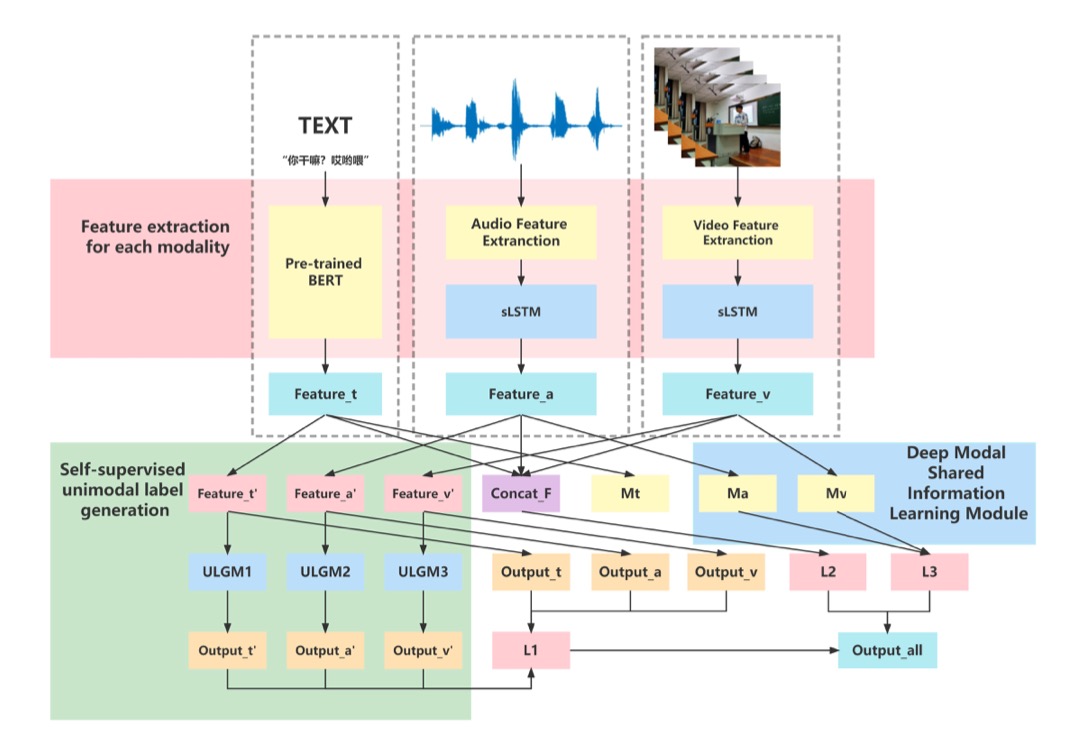 TEXT
“你干嘛？哎哟喂”
Feature extraction
for each modality
Pre-trained
BERT
Audio Feature
Extranction
Video Feature
Extranction
sLSTM
sLSTM
Feature_t
Feature_a
Feature_v
Self-supervised
unimodal label
generation
Deep Modal
Shared
Information
Learning Module
Feature_t'
Feature_a'
Feature_v'
Concat_F
Mt
Ma
Mv
ULGM1
ULGM2
ULGM3
Output_t
Output_a
Output_v
L2
L3
Output_t'
Output_a'
Output_v'
L1
Output_all